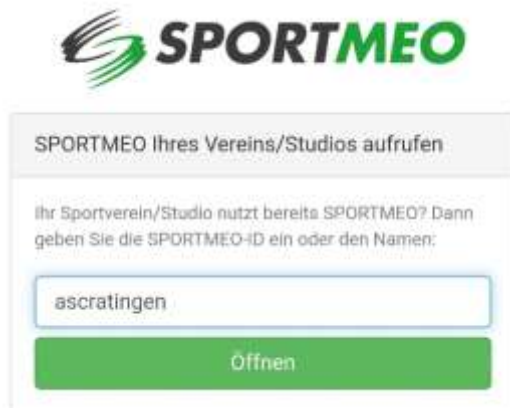 SPORTMEO
SPORTMEO Ihres Vereins/Studios aufrufen
Ihr Sportverein/Studio nutzt bereits SPORTMEO? Dann
geben Sie die SPORTMEO-ID ein oder den Namen:
ascratingen
Öffnen